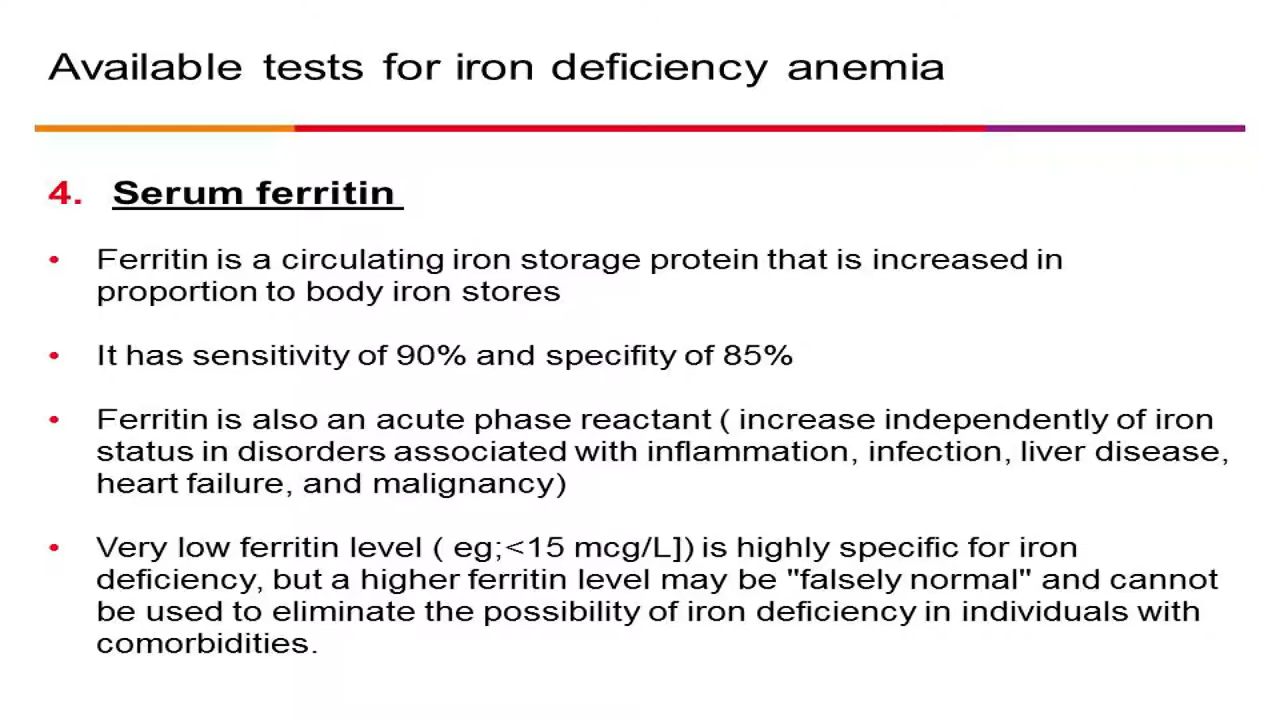 Available tests for iron deficiency anemia
4. Serum ferritin
• Ferritin is a circulating iron storage protein that is increased in
proportion to body iron stores
• It has sensitivity of 90% and specifity of 85%
• Ferritin is also an acute phase reactant ( increase independently of iron
status in disorders associated with inflammation, infection, liver disease,
heart failure, and malignancy)
• Very low ferritin level ( eg;<15 mcg/L]) is highly specific for iron
deficiency, but a higher ferritin level may be "falsely normal" and cannot
be used to eliminate the possibility of iron deficiency in individuals with
comorbidities.